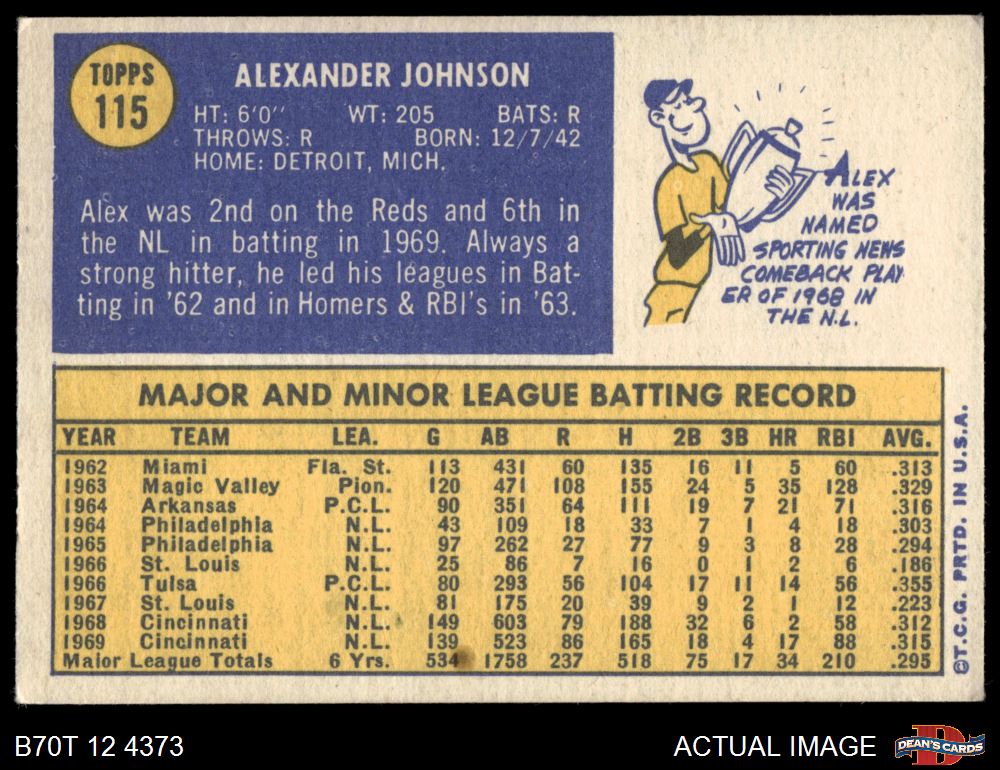 TOPPS
115
ALEXANDER JOHNSON
HT: 6'0'' WT: 205 BATS: R
THROWS: R BORN: 12/7/42
HOME: DETROIT, MICH.
Alex was 2nd on the Reds and 6th in
the NL in batting in 1969. Always a
strong hitter, he led his leagues in Bat-
ting in '62 and in Homers & RBI's in '63.
ALEX
WAS
NAMED
SPORTING NEWS
COMEBACK PLAY
ER OF 1968 IN
THE N.L.
MAJOR AND MINOR LEAGUE BATTING RECORD
YEAR TEAM LEA. G AB R H 2B 3B HR RBI AVG.
1962 Miami Fla. St. 113 431 60 135 16 11 5 60 .313
1963 Magic Valley Pion. 120 471 108 155 24 5 35 128 .329
1964 Arkansas P.C.L. 90 351 64 111 19 7 21 71 .316
1964 Philadelphia N.L. 43 109 18 33 7 1 4 18 .303
1965 Philadelphia N.L. 97 262 27 77 9 3 8 28 .294
1966 St. Louis N.L. 25 86 7 16 0 1 2 6 .186
1966 Tulsa P.C.L. 80 293 56 104 17 11 14 56 .355
1967 St. Louis N.L. 81 175 20 39 9 2 1 12 .223
1968 Cincinnati N.L. 149 603 79 188 32 6 2 58 .312
1969 Cincinnati N.L. 139 523 86 165 18 4 17 88 .315
Major League Totals 6 Yrs. 534 1758 237 518 75 17 34 210 .295
©T.C.G. PRTD. IN U.S.A.
B70T 12 4373
ACTUAL IMAGE
DEAN'S CARDS